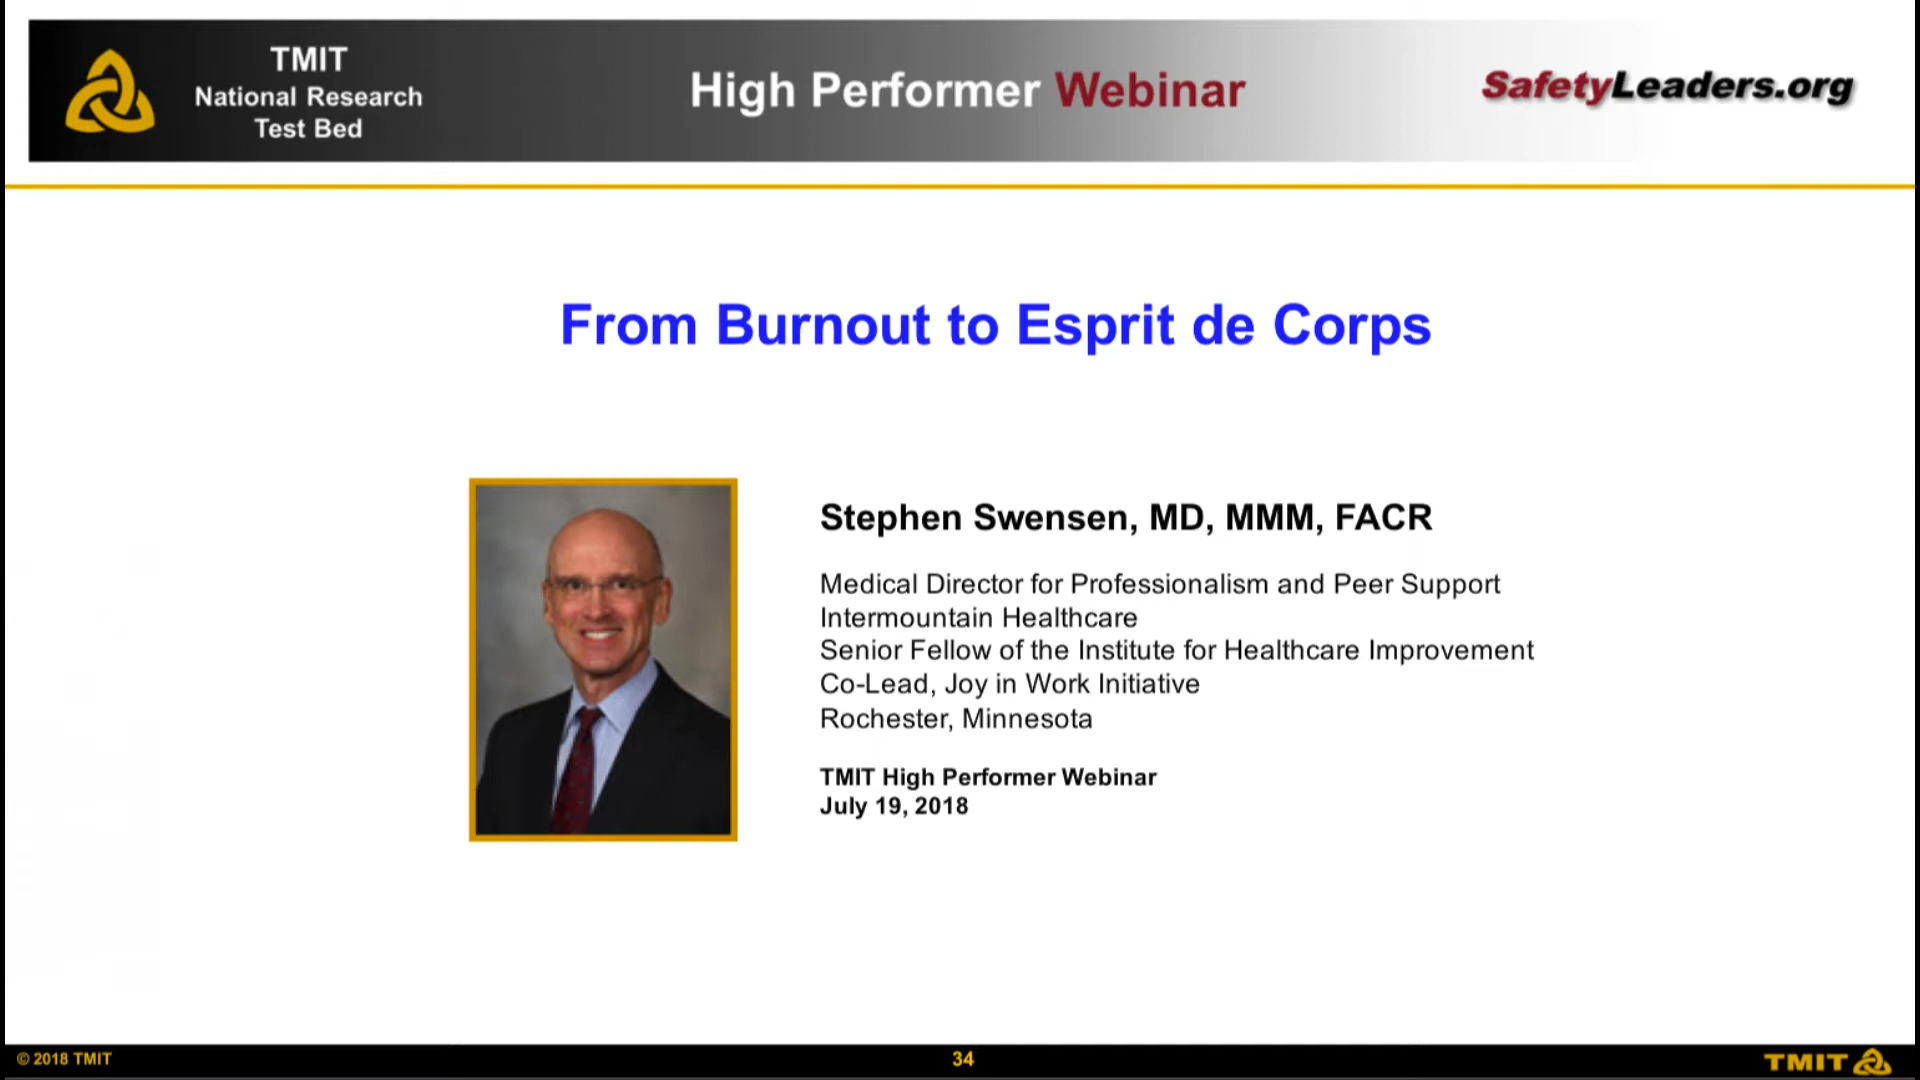 TMIT
National Research
Test Bed
High Performer Webinar
SafetyLeaders.org
From Burnout to Esprit de Corps
Stephen Swensen, MD, MMM, FACR
Medical Director for Professionalism and Peer Support
Intermountain Healthcare
Senior Fellow of the Institute for Healthcare Improvement
Co-Lead, Joy in Work Initiative
Rochester, Minnesota
TMIT High Performer Webinar
July 19, 2018
© 2018 TMIT
34
TMIT